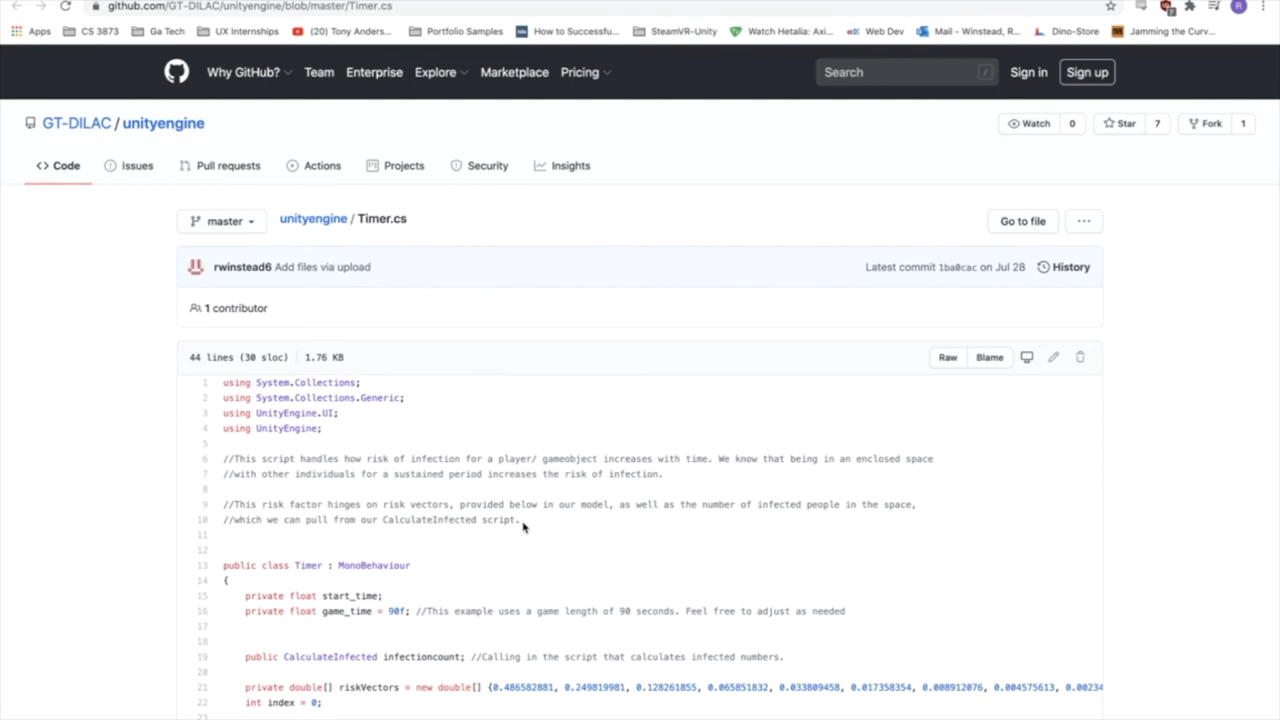 github.com/GT-DILAC/unityengine/blob/master/Timer.cs
Apps CS 3873 Ga Tech UX Internships (20) Tony Anders... Portfolio Samples How to Successfu... SteamVR-Unity Watch Hetalia: Axi... Web Dev Mail - Winstead, R... Dino-Store Jamming the Curv...
Why GitHub? Team Enterprise Explore Marketplace Pricing Search / Sign in Sign up
GT-DILAC / unityengine Watch 0 Star 7 Fork 1
<> Code Issues Pull requests Actions Projects Security Insights
master unityengine / Timer.cs Go to file ...
rwinstead6 Add files via upload Latest commit 1ba0cac on Jul 28 History
1 contributor
44 lines (30 sloc) 1.76 KB Raw Blame
1 using System.Collections;
2 using System.Collections.Generic;
3 using UnityEngine.UI;
4 using UnityEngine;
5
6 //This script handles how risk of infection for a player/ gameobject increases with time. We know that being in an enclosed space
7 //with other individuals for a sustained period increases the risk of infection.
8
9 //This risk factor hinges on risk vectors, provided below in our model, as well as the number of infected people in the space,
10 //which we can pull from our CalculateInfected script.
11
12
13 public class Timer : MonoBehaviour
14 {
15 private float start_time;
16 private float game_time = 90f; //This example uses a game length of 90 seconds. Feel free to adjust as needed
17
18
19 public CalculateInfected infectioncount; //Calling in the script that calculates infected numbers.
20
21 private double[] riskVectors = new double[] {0.486582881, 0.249819981, 0.128261855, 0.065851832, 0.033809458, 0.017358354, 0.008912076, 0.004575613, 0.00234
22 int index = 0;
23